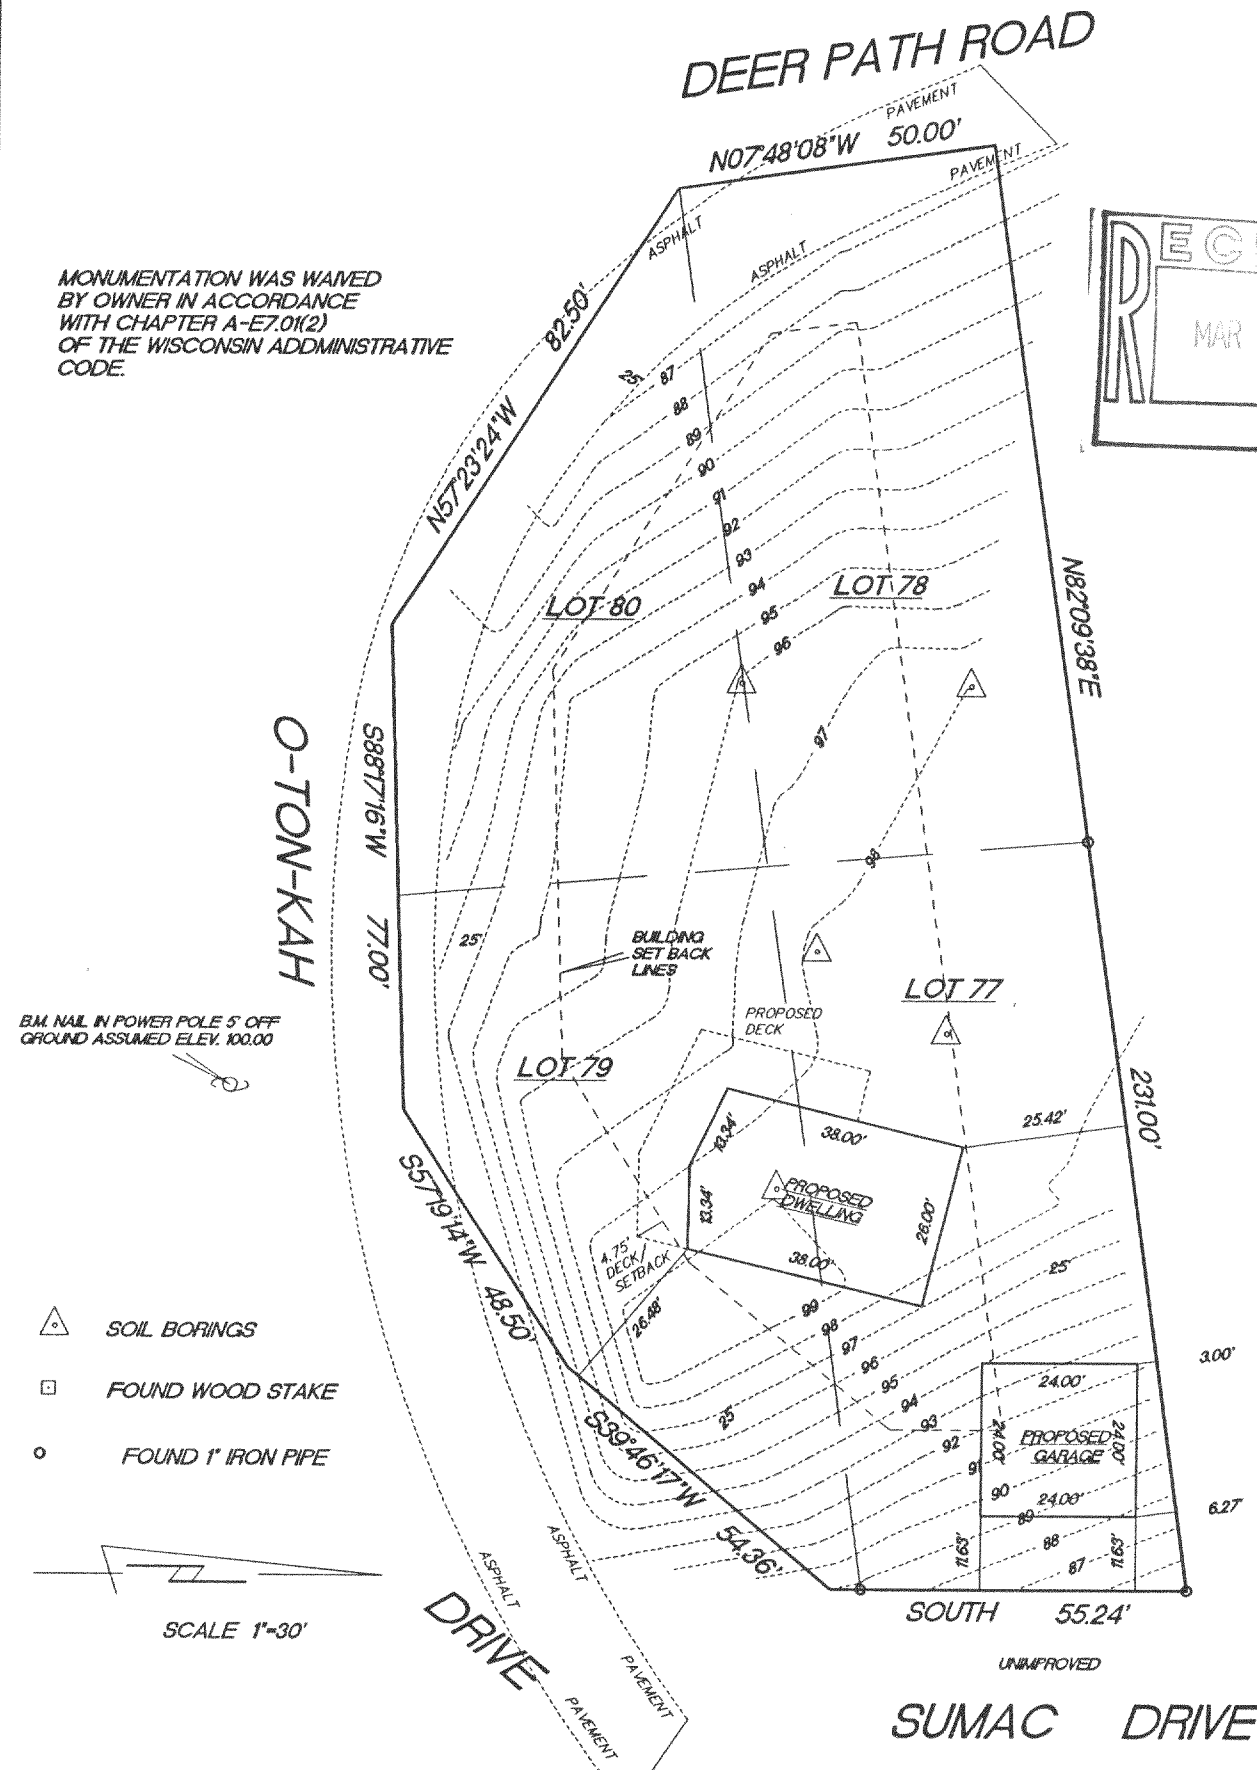 DEER PATH ROAD
PAVEMENT
N07°48'08"W 50.00'
PAVEMENT
ASPHALT
ASPHALT
MONUMENTATION WAS WAIVED
BY OWNER IN ACCORDANCE
WITH CHAPTER A-E7.01(2)
OF THE WISCONSIN ADDMINISTRATIVE
CODE.
MAR
82.50'
N57°23'24"W
25'
87
88
89
90
91
92
93
94
95
96
97
98
LOT 80
LOT 78
N82°09'38"E
231.00'
O-TON-KAH
S88°17'16"W
77.00'
25'
BUILDING
SET BACK
LINES
LOT 77
PROPOSED
DECK
B.M. NAIL IN POWER POLE 5' OFF
GROUND ASSUMED ELEV. 100.00
LOT 79
13.34'
38.00'
25.42'
13.34'
PROPOSED
DWELLING
26.00'
38.00'
4.75'
DECK
SETBACK
26.48'
S57°19'14"W
48.50'
25'
99
98
97
96
95
94
93
92
91
90
89
88
87
25
3.00'
24.00'
24.00'
PROPOSED
GARAGE
24.00'
24.00'
6.27'
11.63'
11.63'
S39°46'17"W
54.36'
SOIL BORINGS
FOUND WOOD STAKE
FOUND 1" IRON PIPE
SCALE 1"=30'
ASPHALT
ASPHALT
DRIVE
PAVEMENT
PAVEMENT
SOUTH 55.24'
UNIMPROVED
SUMAC DRIVE